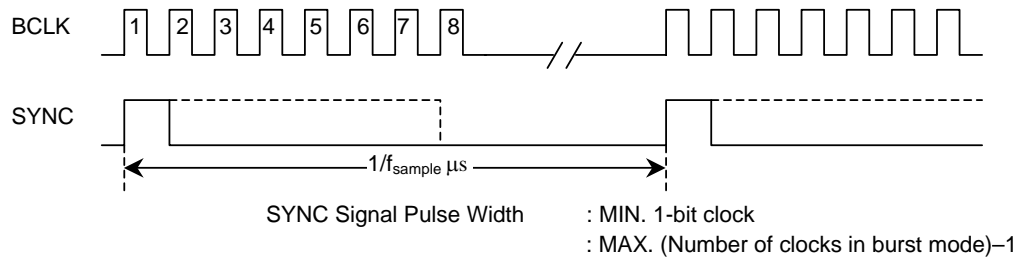 BCLK
1 2 3 4 5 6 7 8
SYNC
1/fsample μs
SYNC Signal Pulse Width : MIN. 1-bit clock
: MAX. (Number of clocks in burst mode)–1